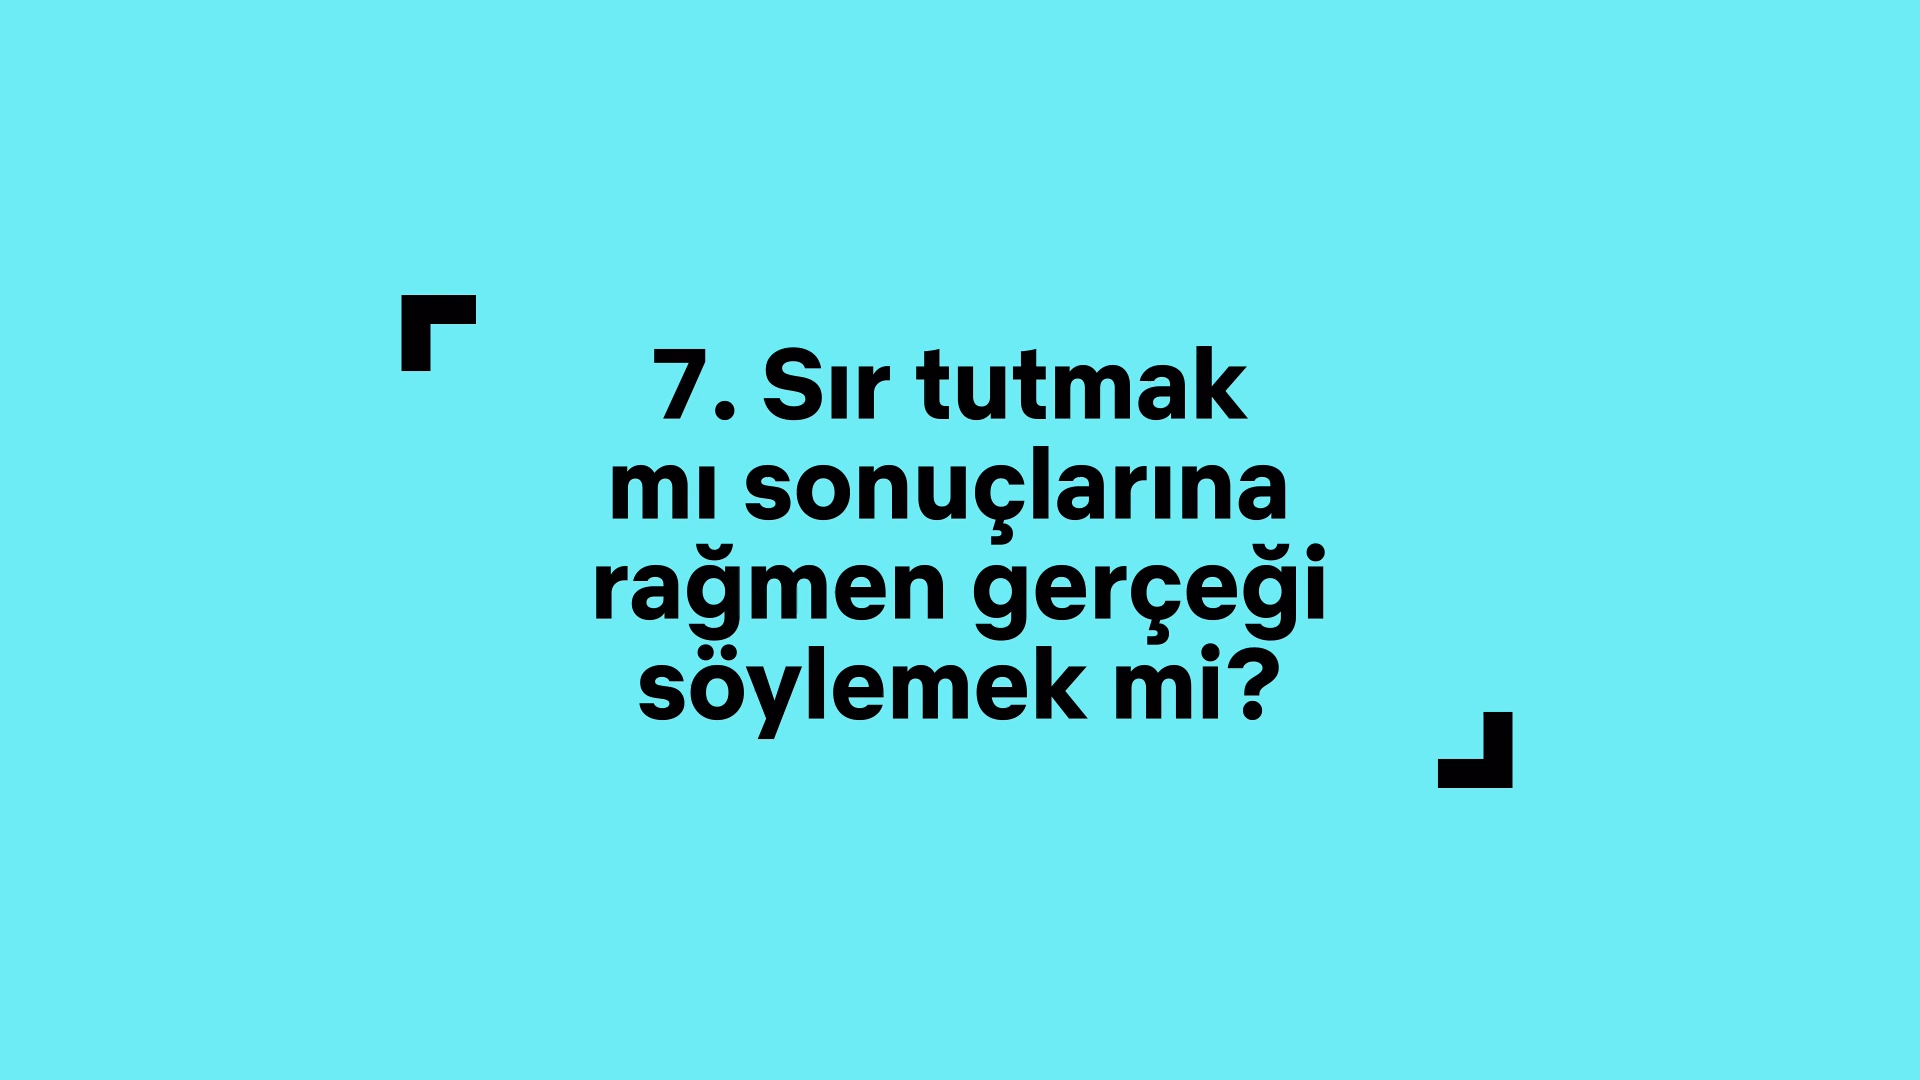 7. Sır tutmak
mı sonuçlarına
rağmen gerçeği
söylemek mi?